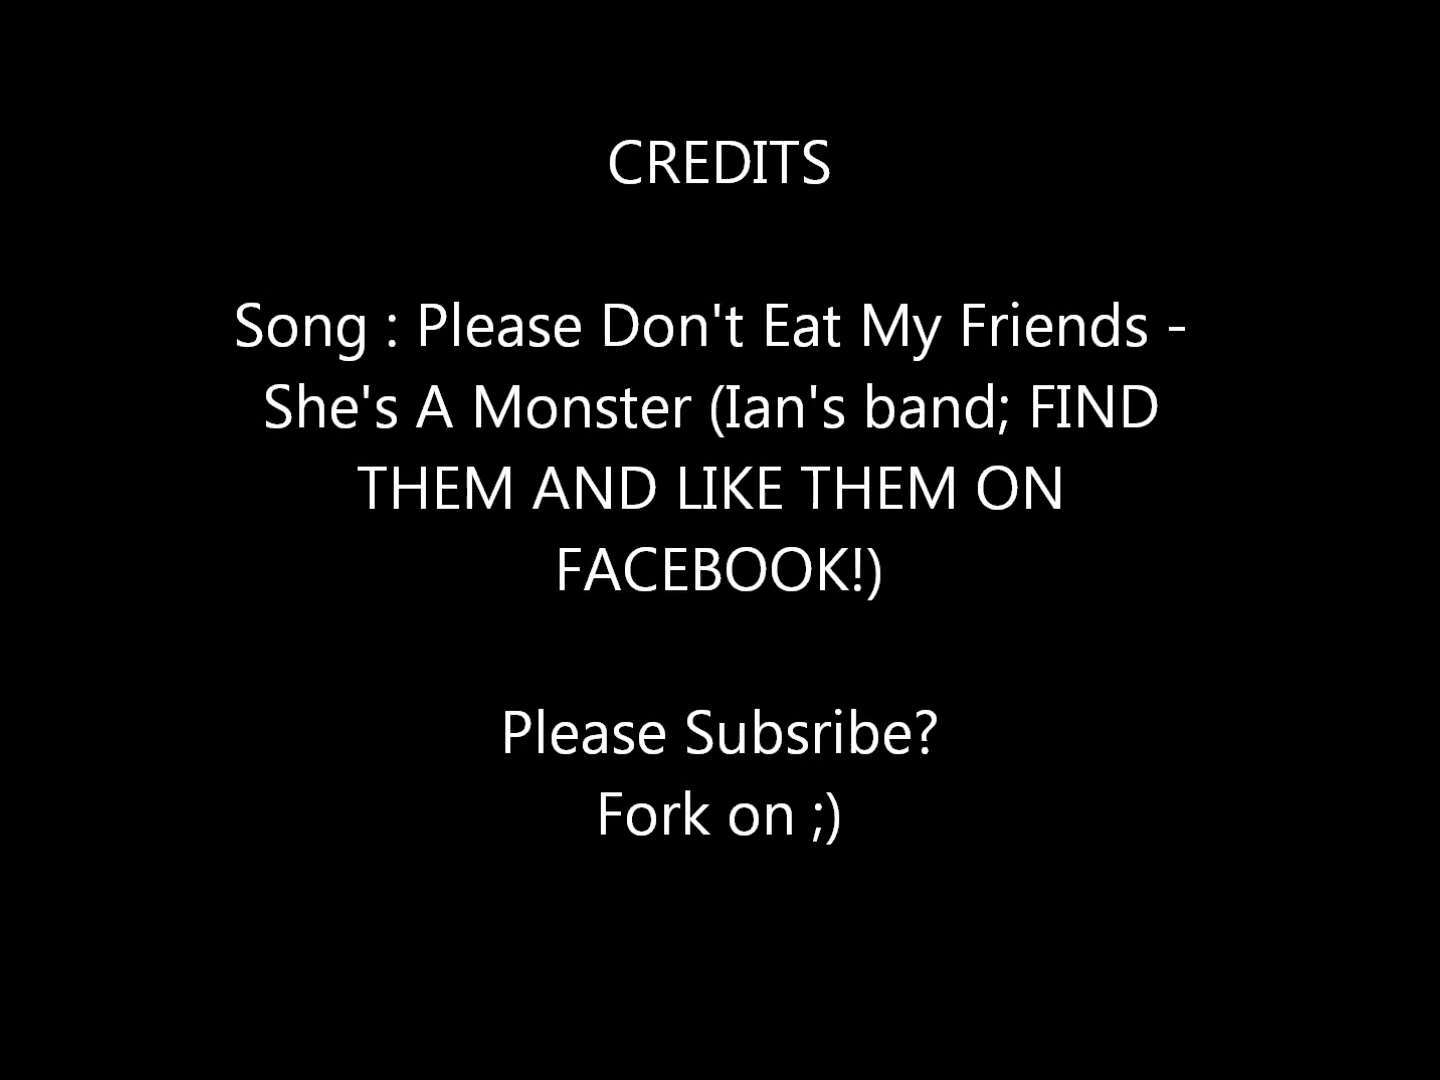 CREDITS
Song : Please Don't Eat My Friends -
She's A Monster (Ian's band; FIND
THEM AND LIKE THEM ON
FACEBOOK!)
Please Subsribe?
Fork on ;)